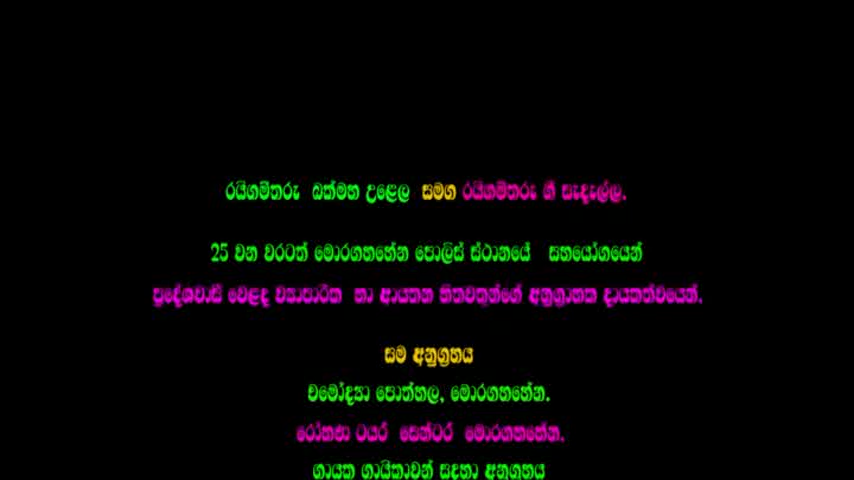 රයිගම්තරු බක්මහ උළෙල සමග රයිගම්තරු ගී සැඳෑල්ල.
25 වන වරටත් මොරගහහේන පොලිස් ස්ථානයේ සහයෝගයෙන්
ප්‍රදේශවාසී වෙළඳ ව්‍යාපාරික හා ආයතන හිතවතුන්ගේ අනුග්‍රාහක දායකත්වයෙන්.
සම අනුග්‍රහය
චමෝද්‍යා පොත්හල, මොරගහහේන.
රෝහණ ටයර් සෙන්ටර් මොරගහහේන.
ගායක ගායිකාවන් සඳහා අනුග්‍රහය